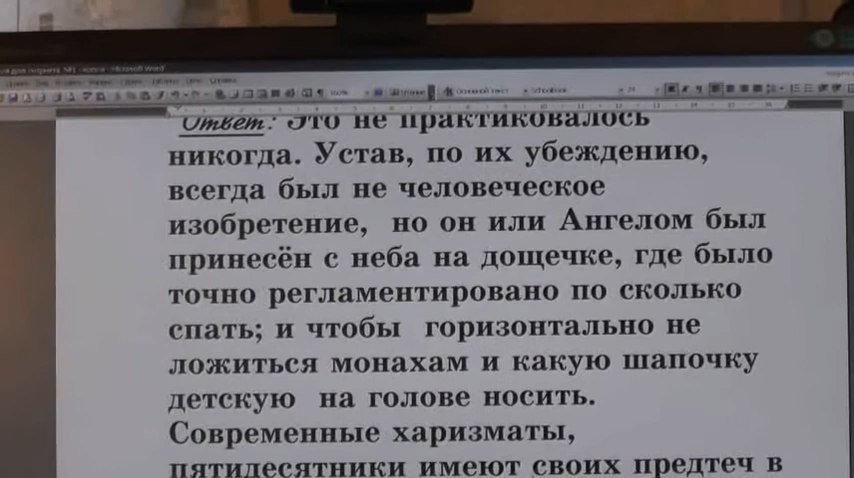 Ответ: Это не практиковалось
никогда. Устав, по их убеждению,
всегда был не человеческое
изобретение,  но он или Ангелом был
принесён с неба на дощечке, где было
точно регламентировано по сколько
спать; и чтобы  горизонтально не
ложиться монахам и какую шапочку
детскую  на голове носить.
Современные харизматы,
пятидесятники имеют своих предтеч в